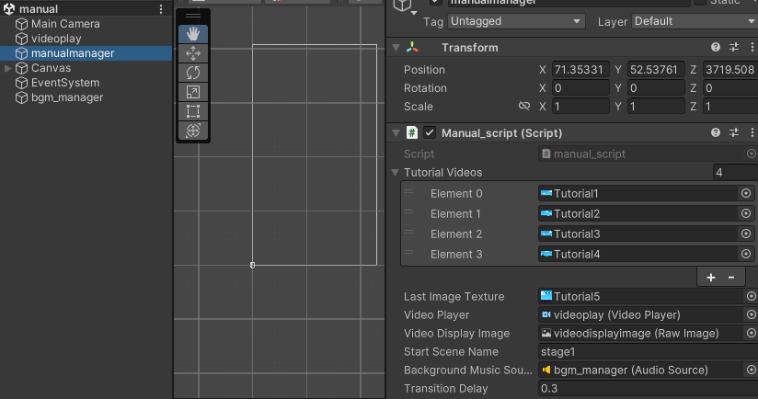 manual
Main Camera
videoplay
manualmanager
Canvas
EventSystem
bgm_manager
manualmanager
Static
Tag Untagged Layer Default
Transform
Position X 71.35331 Y 52.53761 Z 3719.508
Rotation X 0 Y 0 Z 0
Scale X 1 Y 1 Z 1
# Manual_script (Script)
Script manual_script
Tutorial Videos 4
Element 0 Tutorial1
Element 1 Tutorial2
Element 2 Tutorial3
Element 3 Tutorial4
+ -
Last Image Texture Tutorial5
Video Player videoplay (Video Player)
Video Display Image videodisplayimage (Raw Image)
Start Scene Name stage1
Background Music Sou... bgm_manager (Audio Source)
Transition Delay 0.3